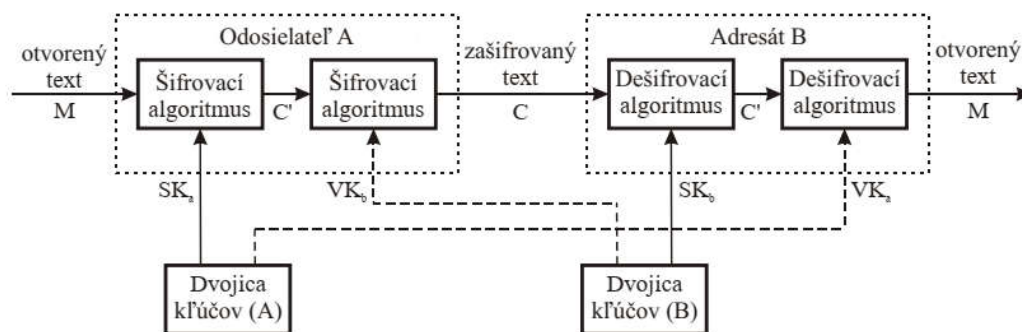 Odosielateľ A
Adresát B
otvorený
text
M
Šifrovací
algoritmus
C'
Šifrovací
algoritmus
zašifrovaný
text
C
Dešifrovací
algoritmus
C'
Dešifrovací
algoritmus
otvorený
text
M
SKa
VKb
SKb
VKa
Dvojica
kľúčov (A)
Dvojica
kľúčov (B)